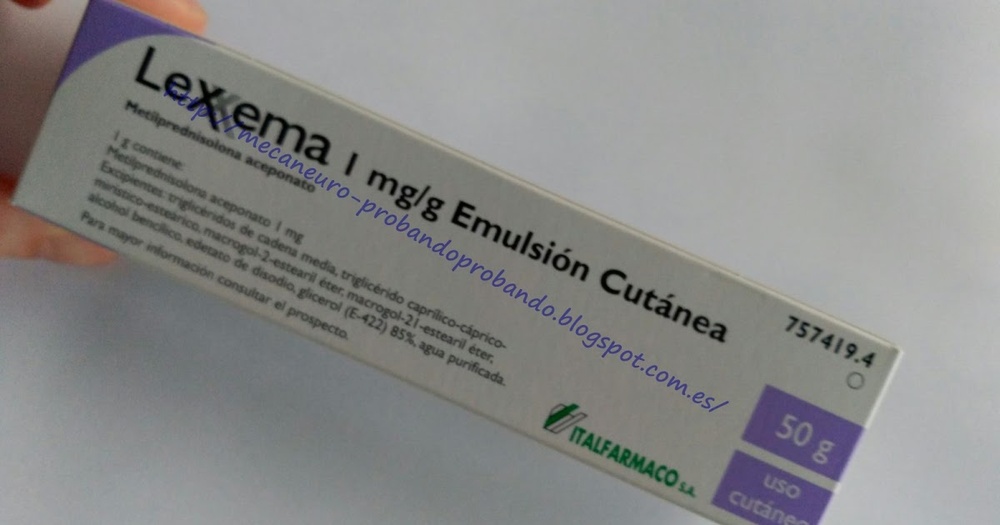 Lexxema 1 mg/g Emulsión Cutánea
Metilprednisolona aceponato
1 g contiene:
Metilprednisolona aceponato 1 mg
Excipientes: triglicéridos de cadena media, triglicérido caprílico-cáprico-
mirístico-esteárico, macrogol-2-estearil éter, macrogol-21-estearil éter,
alcohol bencílico, edetato de disodio, glicerol (E-422) 85%, agua purificada.
Para mayor información consultar el prospecto.
http://mecaneuro-probandoprobando.blogspot.com.es/
757419.4
50 g
uso
cutáneo
ITALFARMACO S.A.